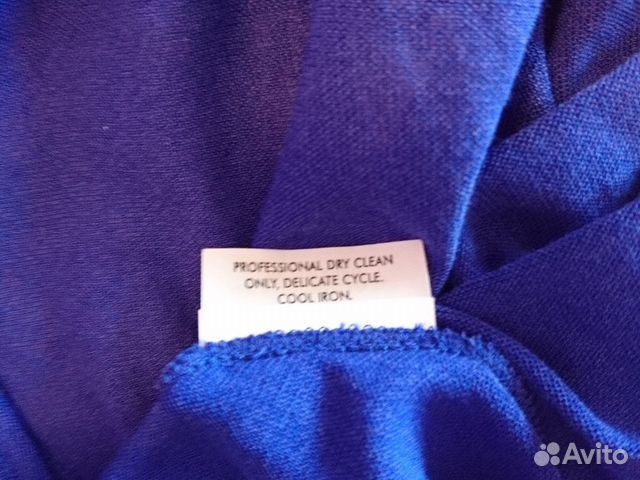 PROFESSIONAL DRY CLEAN
ONLY, DELICATE CYCLE.
COOL IRON.
Avito